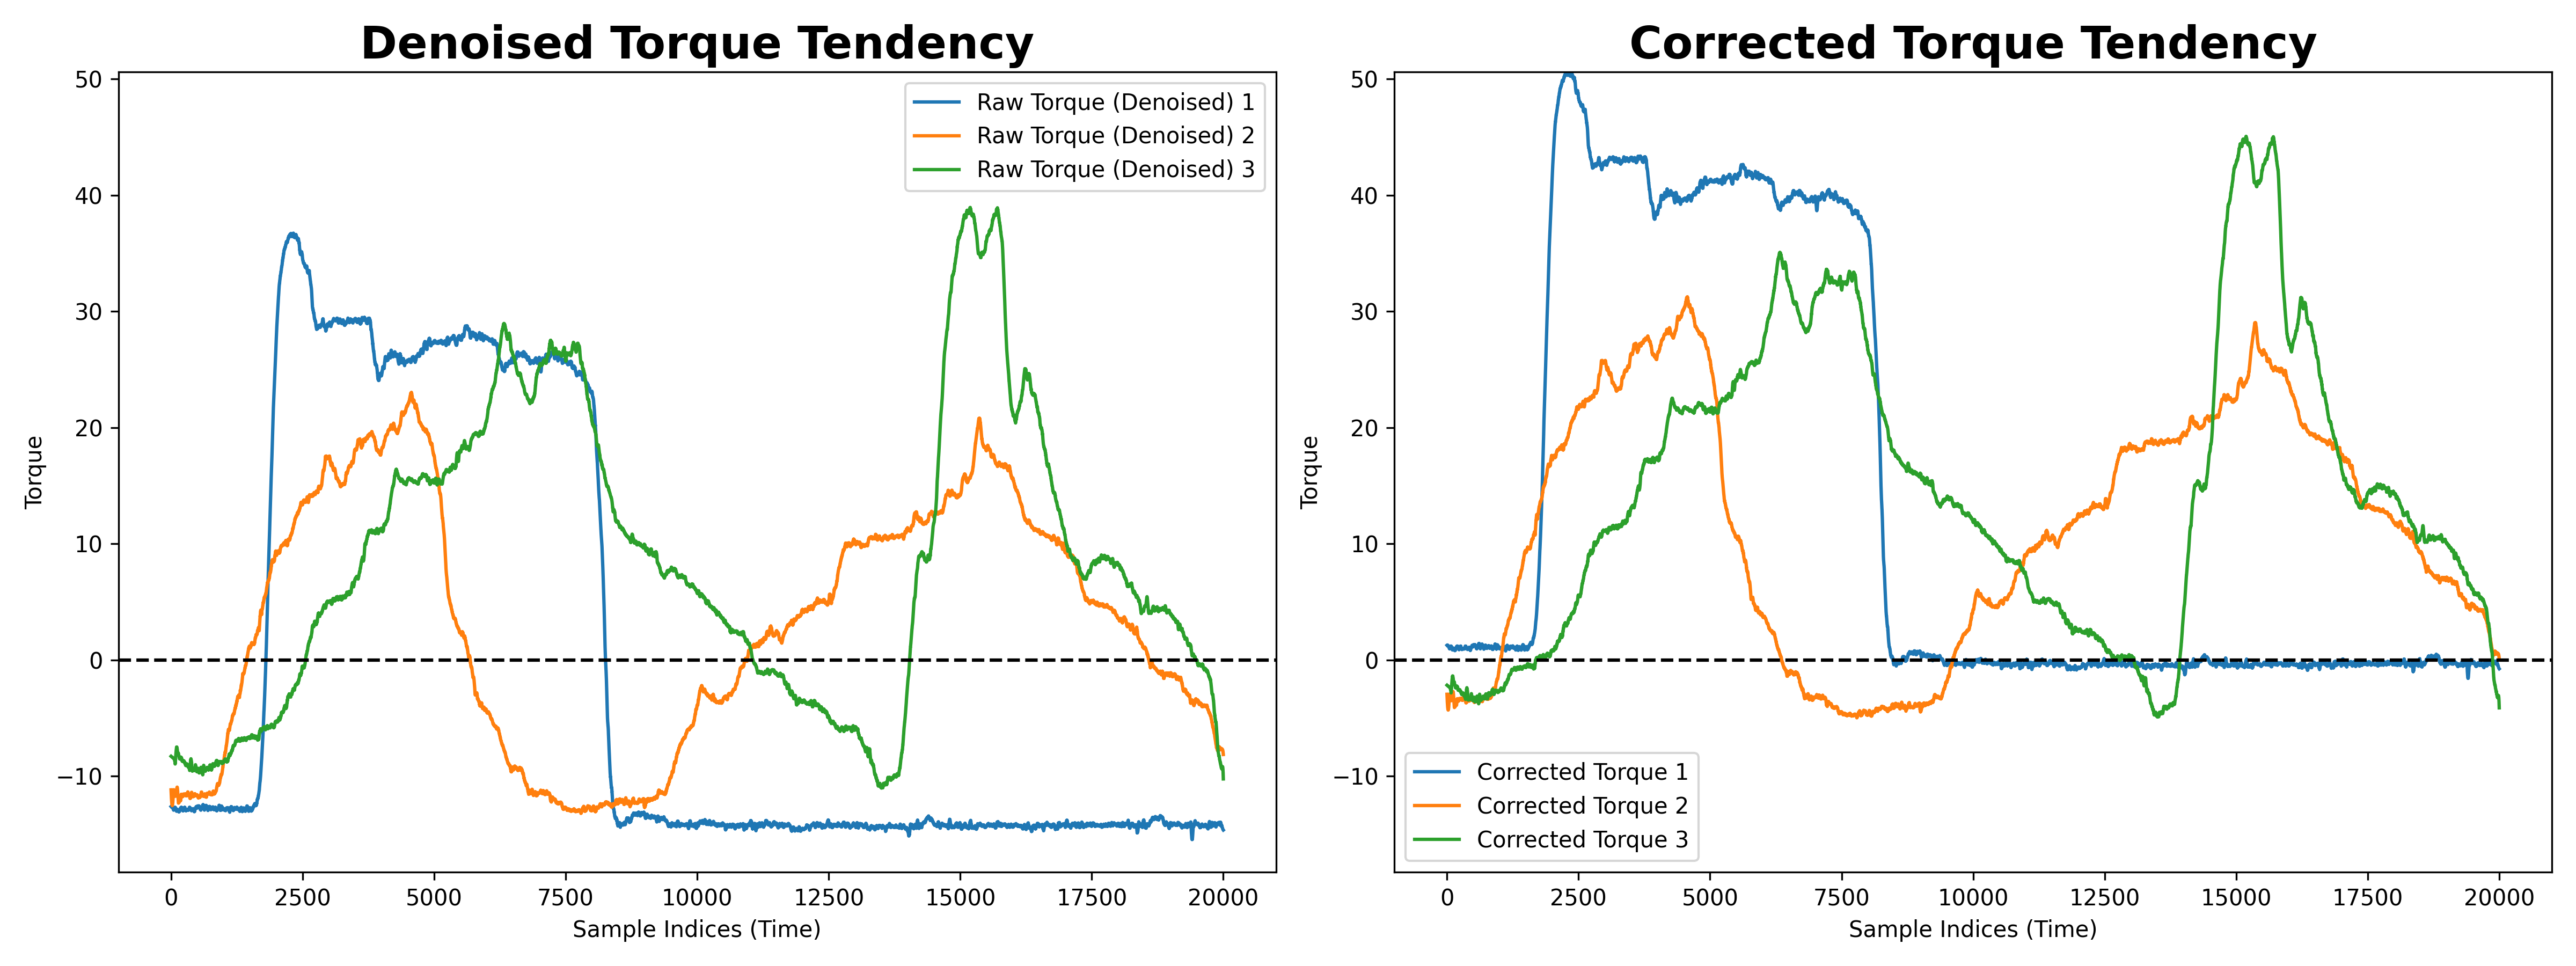 Denoised Torque Tendency
50
40
30
20
10
0
−10
Torque
Raw Torque (Denoised) 1
Raw Torque (Denoised) 2
Raw Torque (Denoised) 3
0 2500 5000 7500 10000 12500 15000 17500 20000
Sample Indices (Time)
Corrected Torque Tendency
50
40
30
20
10
0
−10
Torque
Corrected Torque 1
Corrected Torque 2
Corrected Torque 3
0 2500 5000 7500 10000 12500 15000 17500 20000
Sample Indices (Time)